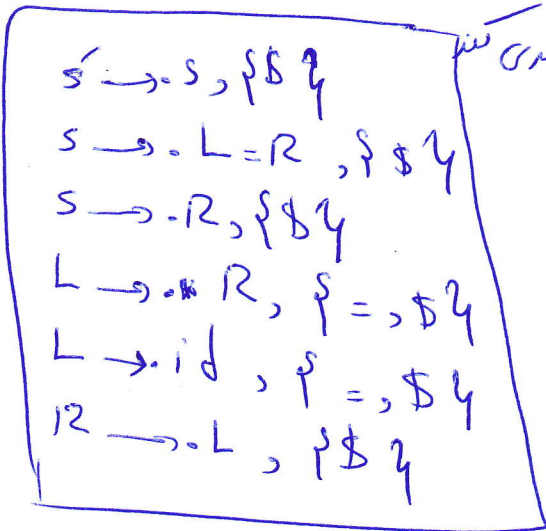 s′ → .s, {$}
s → .L=R, {$}
s → .R, {$}
L → .* R, {=, $}
L → .id, {=, $}
R → .L, {$}